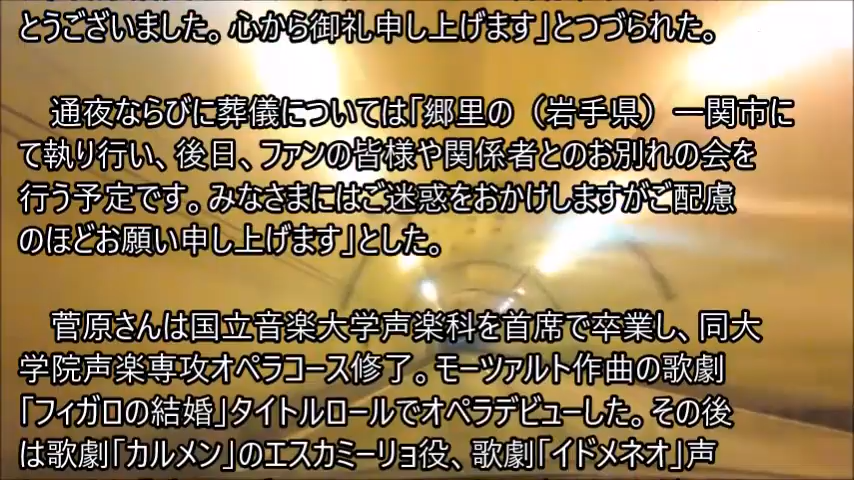 とうございました。心から御礼申し上げます」とつづられた。
通夜ならびに葬儀については「郷里の（岩手県）一関市に
て執り行い、後日、ファンの皆様や関係者とのお別れの会を
行う予定です。みなさまにはご迷惑をおかけしますがご配慮
のほどお願い申し上げます」とした。
菅原さんは国立音楽大学声楽科を首席で卒業し、同大
学院声楽専攻オペラコース修了。モーツァルト作曲の歌劇
「フィガロの結婚」タイトルロールでオペラデビューした。その後
は歌劇「カルメン」のエスカミーリョ役、歌劇「イドメネオ」声